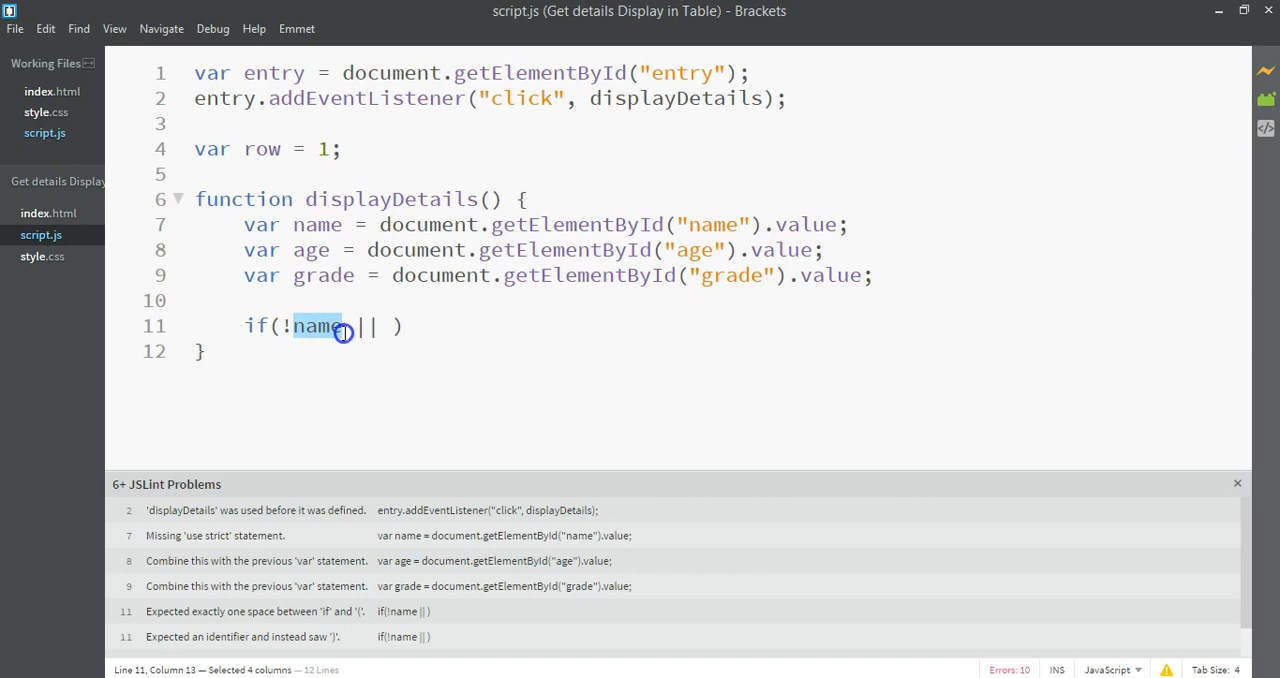 script.js (Get details Display in Table) - Brackets
File Edit Find View Navigate Debug Help Emmet
Working Files
index.html
style.css
script.js
Get details Display
index.html
script.js
style.css
1 var entry = document.getElementById("entry");
2 entry.addEventListener("click", displayDetails);
3
4 var row = 1;
5
6 function displayDetails() {
7 var name = document.getElementById("name").value;
8 var age = document.getElementById("age").value;
9 var grade = document.getElementById("grade").value;
10
11 if(!name || )
12 }
6+ JSLint Problems
2 'displayDetails' was used before it was defined. entry.addEventListener("click", displayDetails);
7 Missing 'use strict' statement. var name = document.getElementById("name").value;
8 Combine this with the previous 'var' statement. var age = document.getElementById("age").value;
9 Combine this with the previous 'var' statement. var grade = document.getElementById("grade").value;
11 Expected exactly one space between 'if' and '('. if(!name || )
11 Expected an identifier and instead saw ')'. if(!name || )
Line 11, Column 13 — Selected 4 columns — 12 Lines Errors: 10 INS JavaScript Tab Size: 4